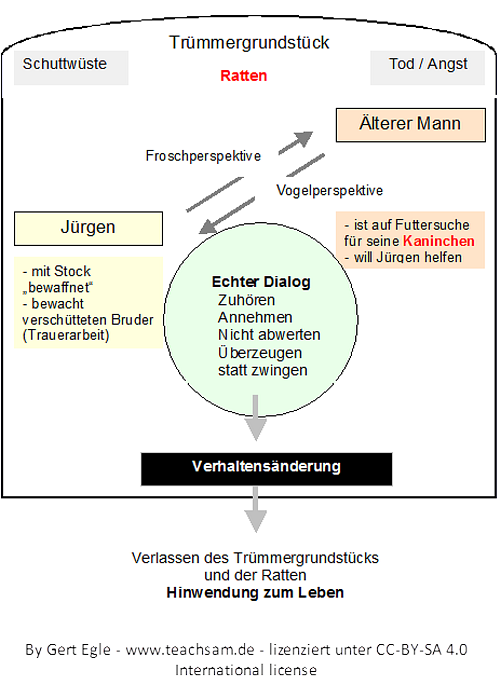 Trümmergrundstück
Schuttwüste
Ratten
Tod / Angst
Älterer Mann
Froschperspektive
Vogelperspektive
Jürgen
- ist auf Futtersuche
für seine Kaninchen
- will Jürgen helfen
- mit Stock
„bewaffnet“
- bewacht
verschütteten Bruder
(Trauerarbeit)
Echter Dialog
Zuhören
Annehmen
Nicht abwerten
Überzeugen
statt zwingen
Verhaltensänderung
Verlassen des Trümmergrundstücks
und der Ratten
Hinwendung zum Leben
By Gert Egle - www.teachsam.de - lizenziert unter CC-BY-SA 4.0
International license